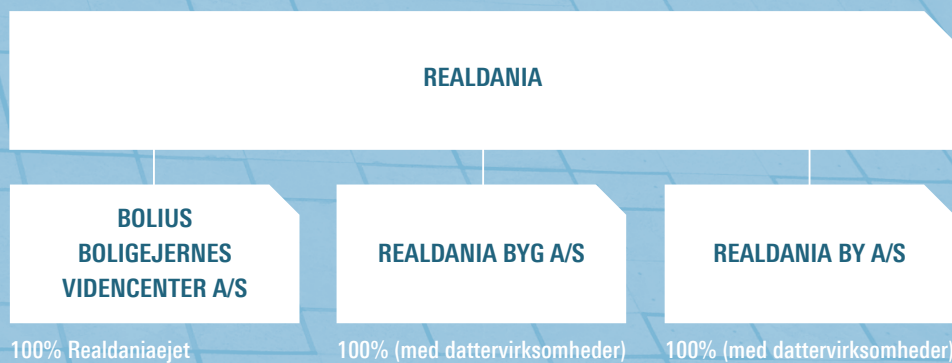 REALDANIA
BOLIUS
BOLIGEJERNES
VIDENCENTER A/S
REALDANIA BYG A/S
REALDANIA BY A/S
100% Realdaniaejet
100% (med dattervirksomheder)
100% (med dattervirksomheder)